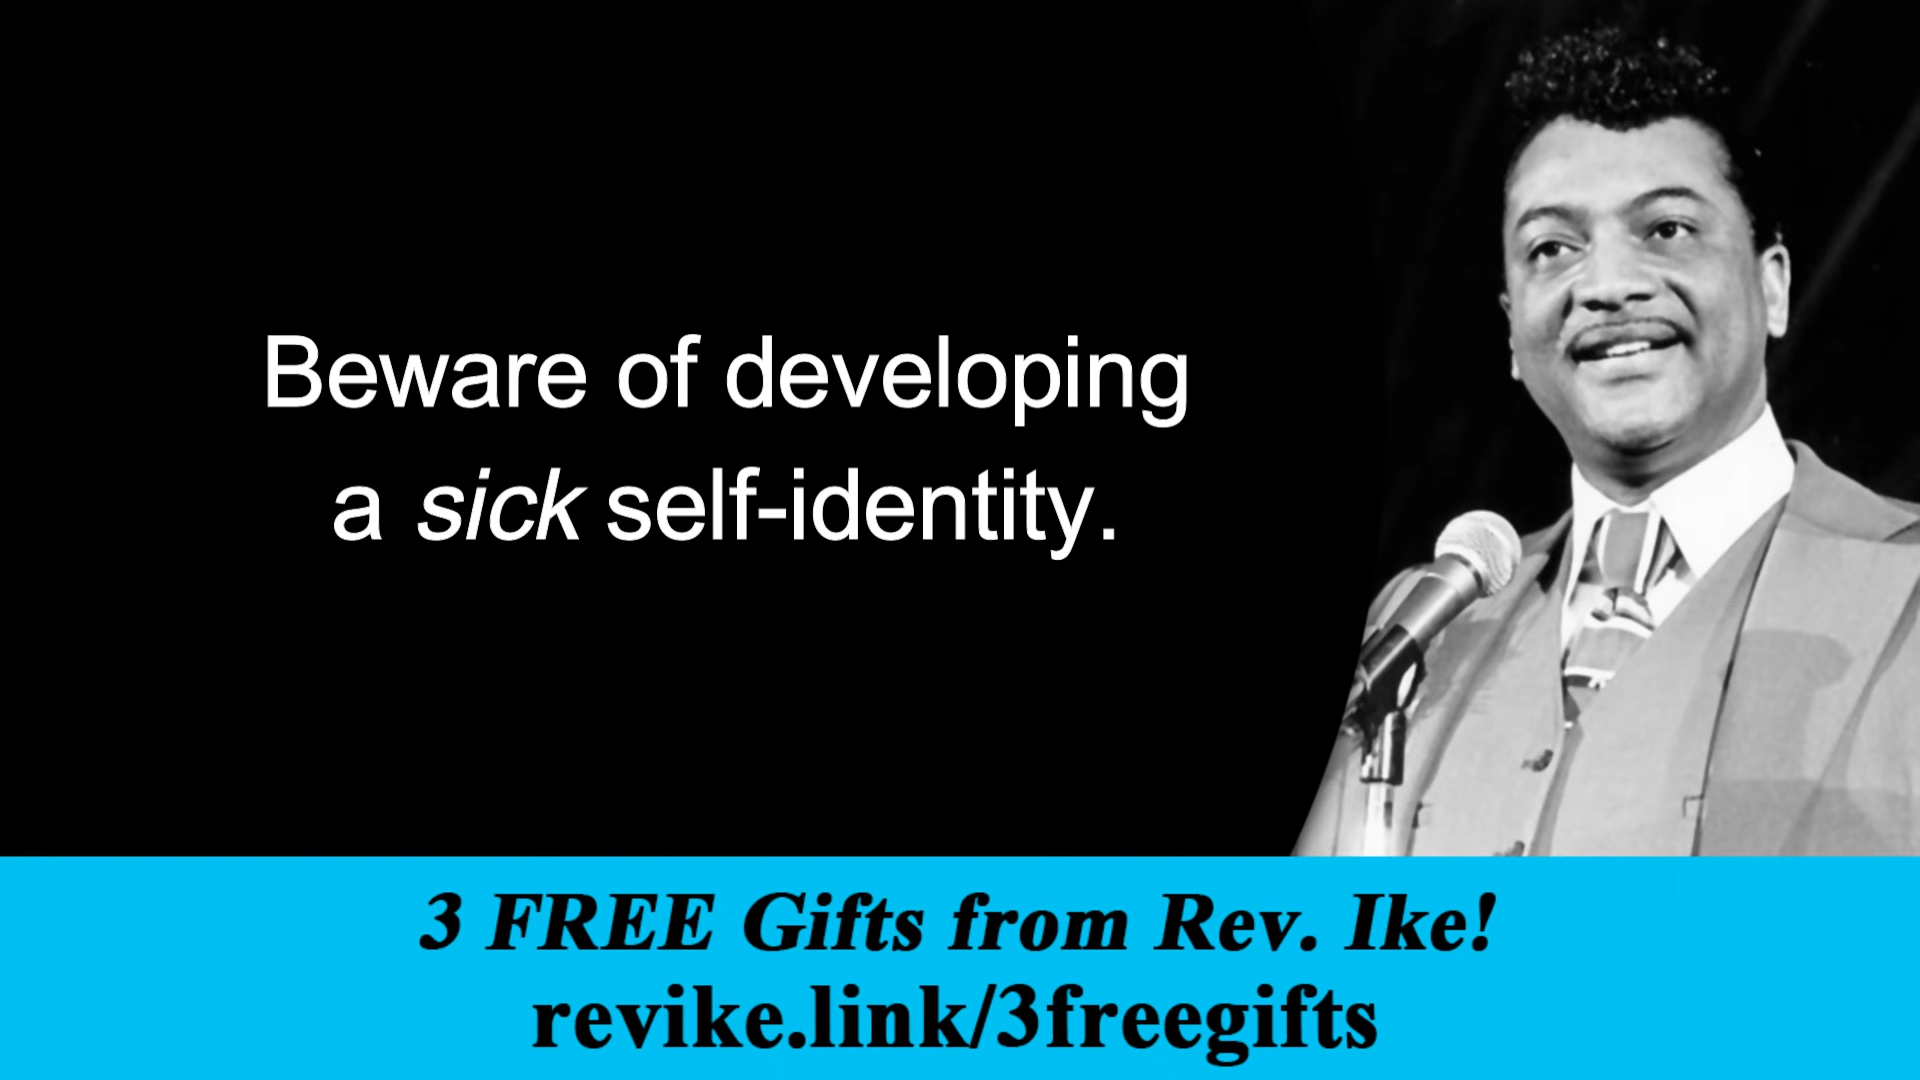 Beware of developing
a sick self-identity.
3 FREE Gifts from Rev. Ike!
revike.link/3freegifts